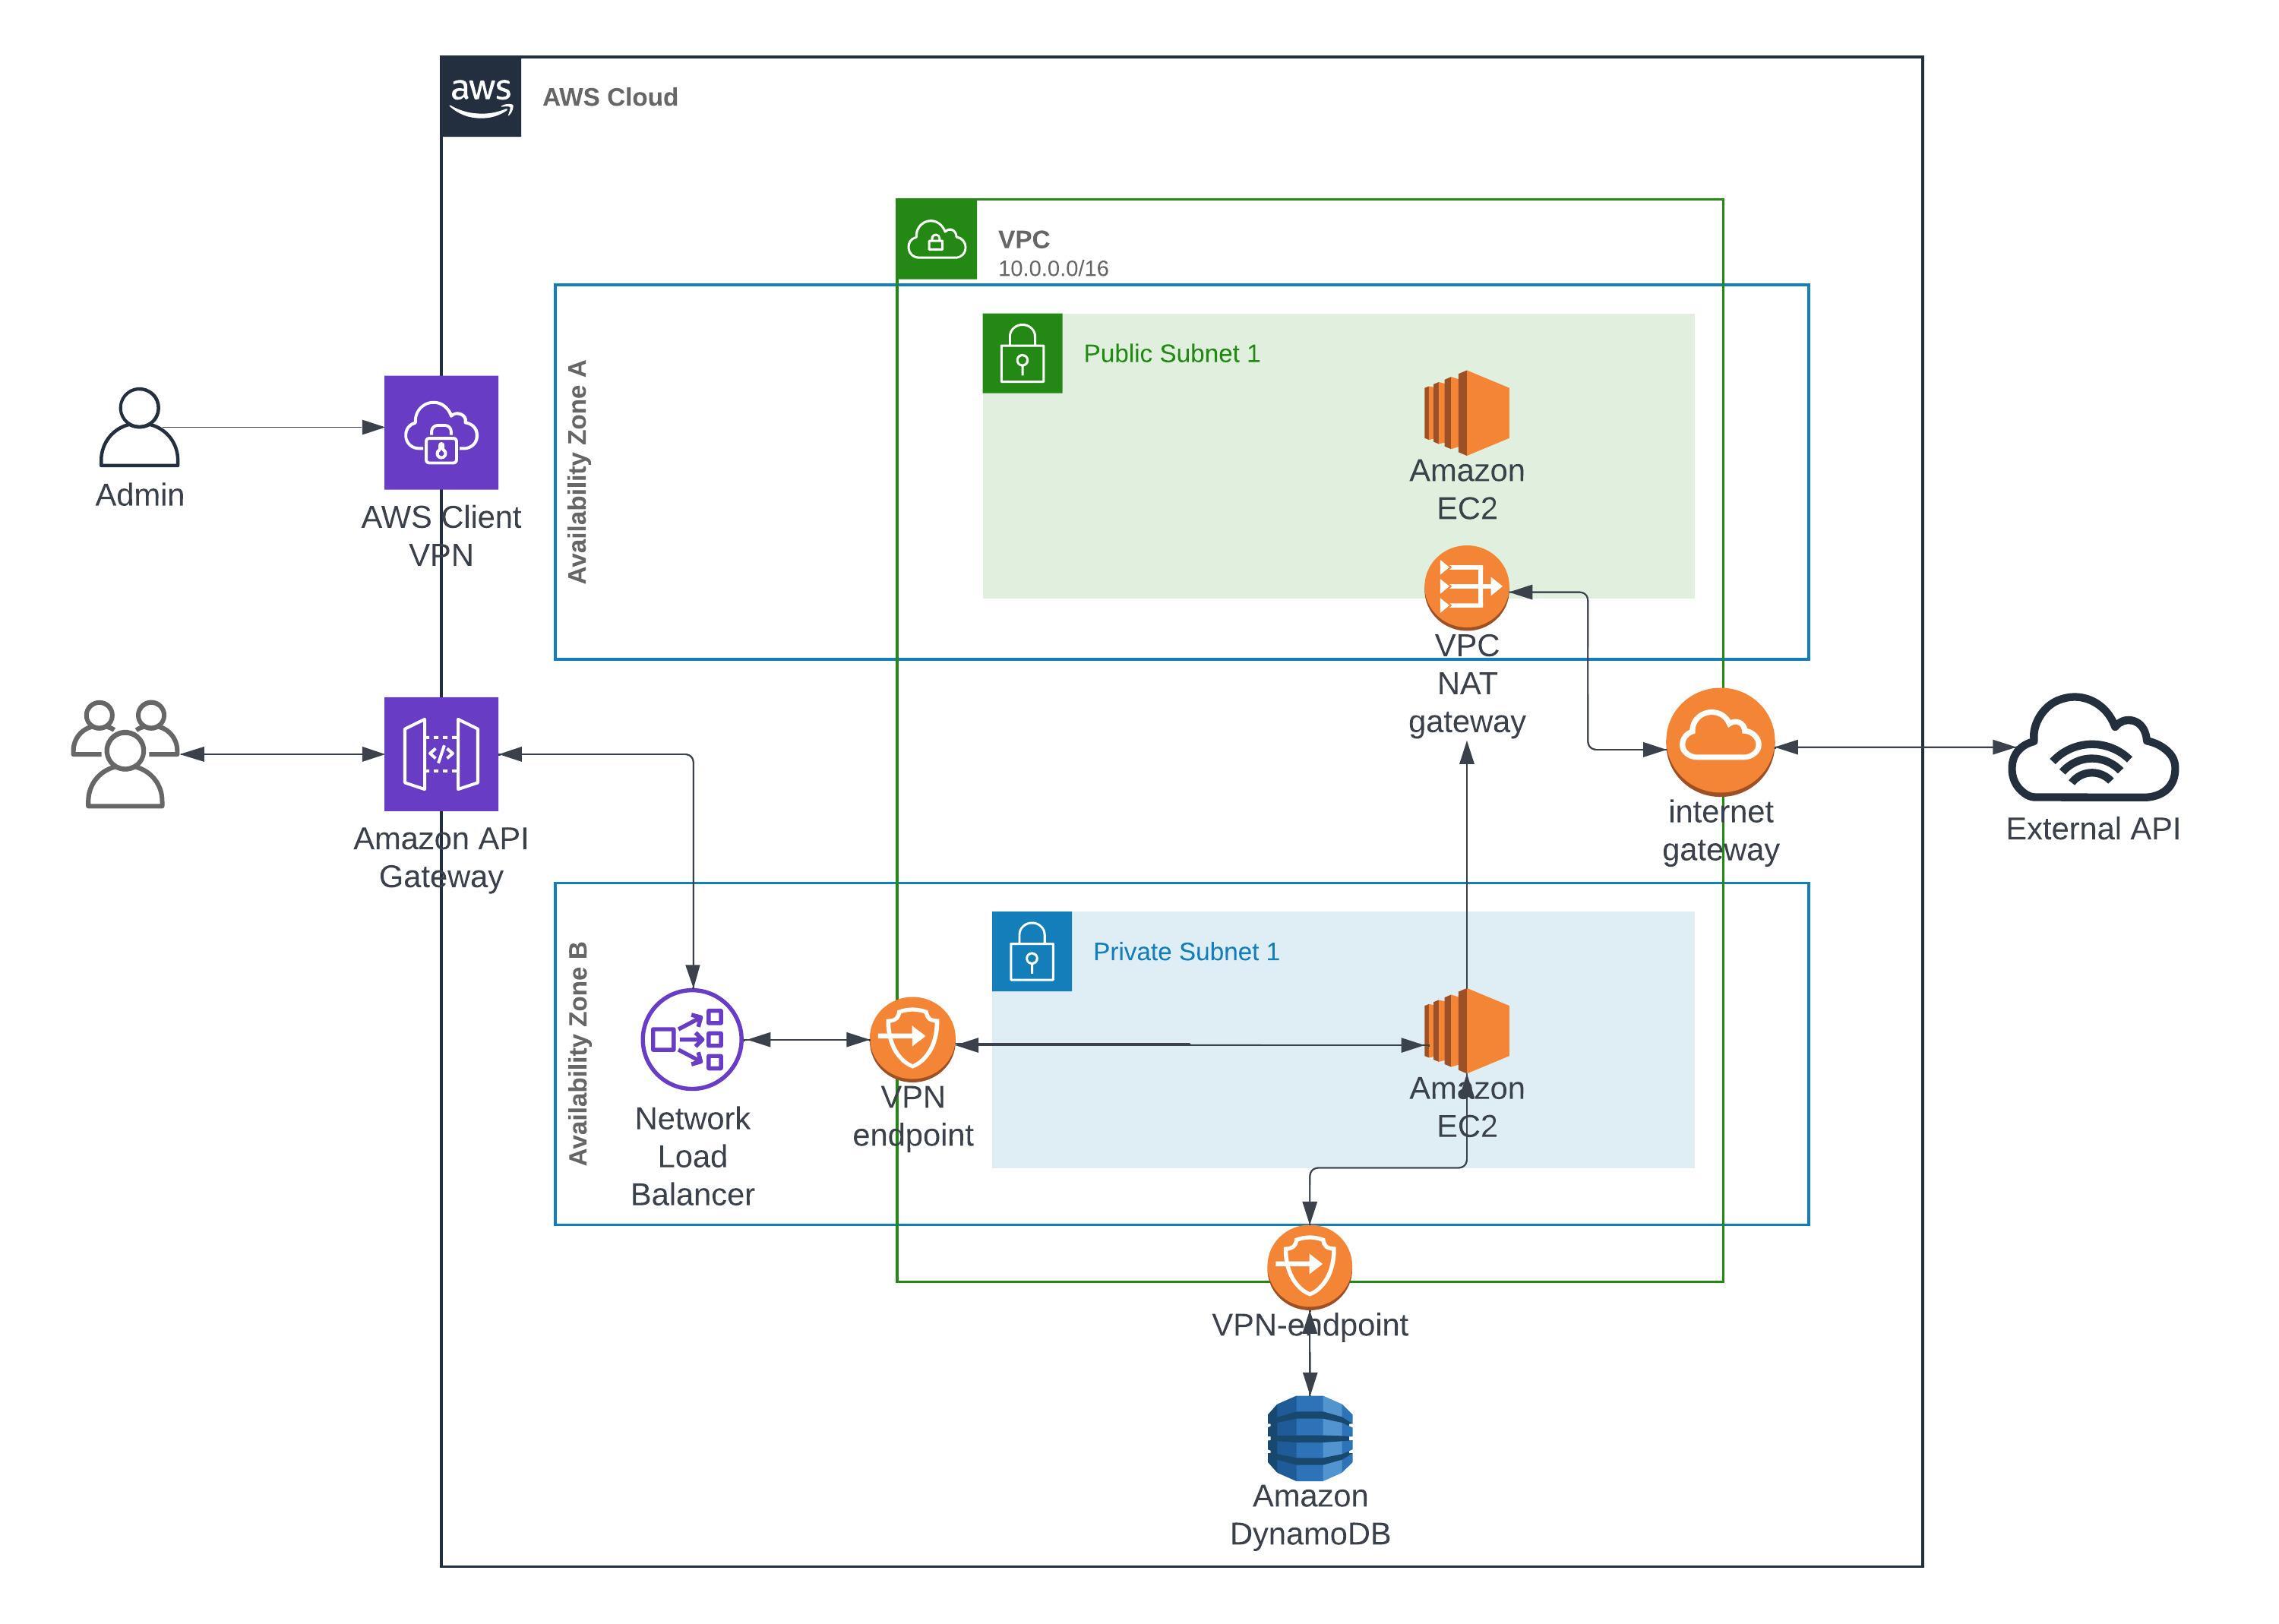 aws
AWS Cloud
VPC
10.0.0.0/16
Availability Zone A
Public Subnet 1
Amazon
EC2
Admin
AWS Client
VPN
VPC
NAT
gateway
Amazon API
Gateway
internet
gateway
External API
Availability Zone B
Private Subnet 1
Network
Load
Balancer
VPN
endpoint
Amazon
EC2
VPN-endpoint
Amazon
DynamoDB